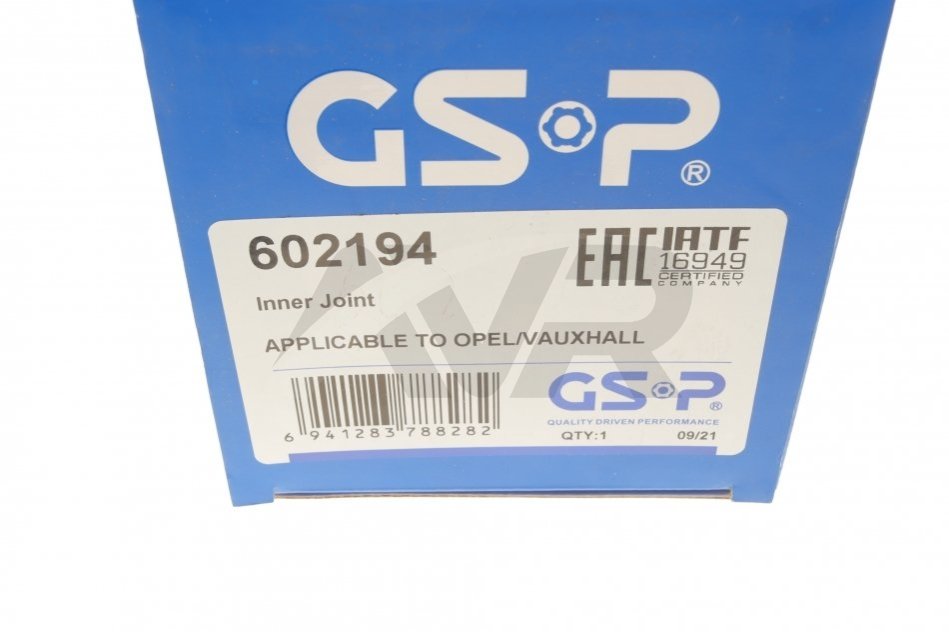 GS·P®
602194
EAC
IATF
16949
CERTIFIED
COMPANY
Inner Joint
APPLICABLE TO OPEL/VAUXHALL
6 941283 788282
GS·P®
QUALITY DRIVEN PERFORMANCE
QTY:1 09/21
VR